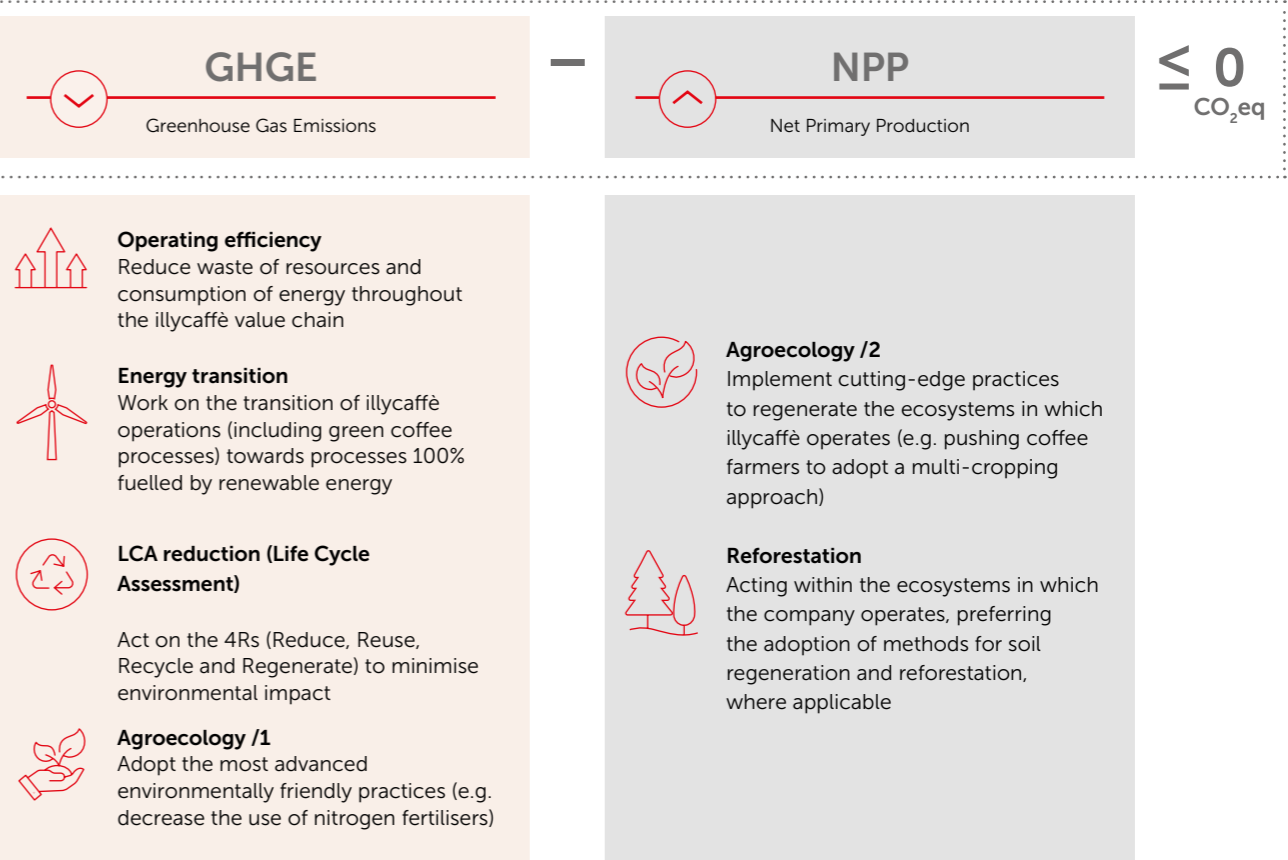 GHGE
Greenhouse Gas Emissions
–
NPP
Net Primary Production
≤ 0
CO₂eq
Operating efficiency
Reduce waste of resources and
consumption of energy throughout
the illycaffè value chain
Energy transition
Work on the transition of illycaffè
operations (including green coffee
processes) towards processes 100%
fuelled by renewable energy
LCA reduction (Life Cycle
Assessment)
Act on the 4Rs (Reduce, Reuse,
Recycle and Regenerate) to minimise
environmental impact
Agroecology /1
Adopt the most advanced
environmentally friendly practices (e.g.
decrease the use of nitrogen fertilisers)
Agroecology /2
Implement cutting-edge practices
to regenerate the ecosystems in which
illycaffè operates (e.g. pushing coffee
farmers to adopt a multi-cropping
approach)
Reforestation
Acting within the ecosystems in which
the company operates, preferring
the adoption of methods for soil
regeneration and reforestation,
where applicable